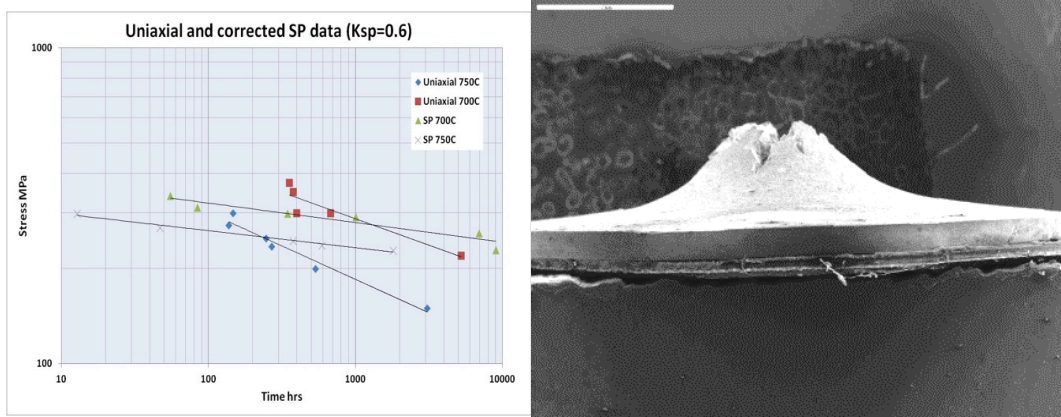 Uniaxial and corrected SP data (Ksp=0.6)
1000
Uniaxial 750C
Uniaxial 700C
SP 700C
SP 750C
Stress MPa
100
10
100
1000
10000
Time hrs